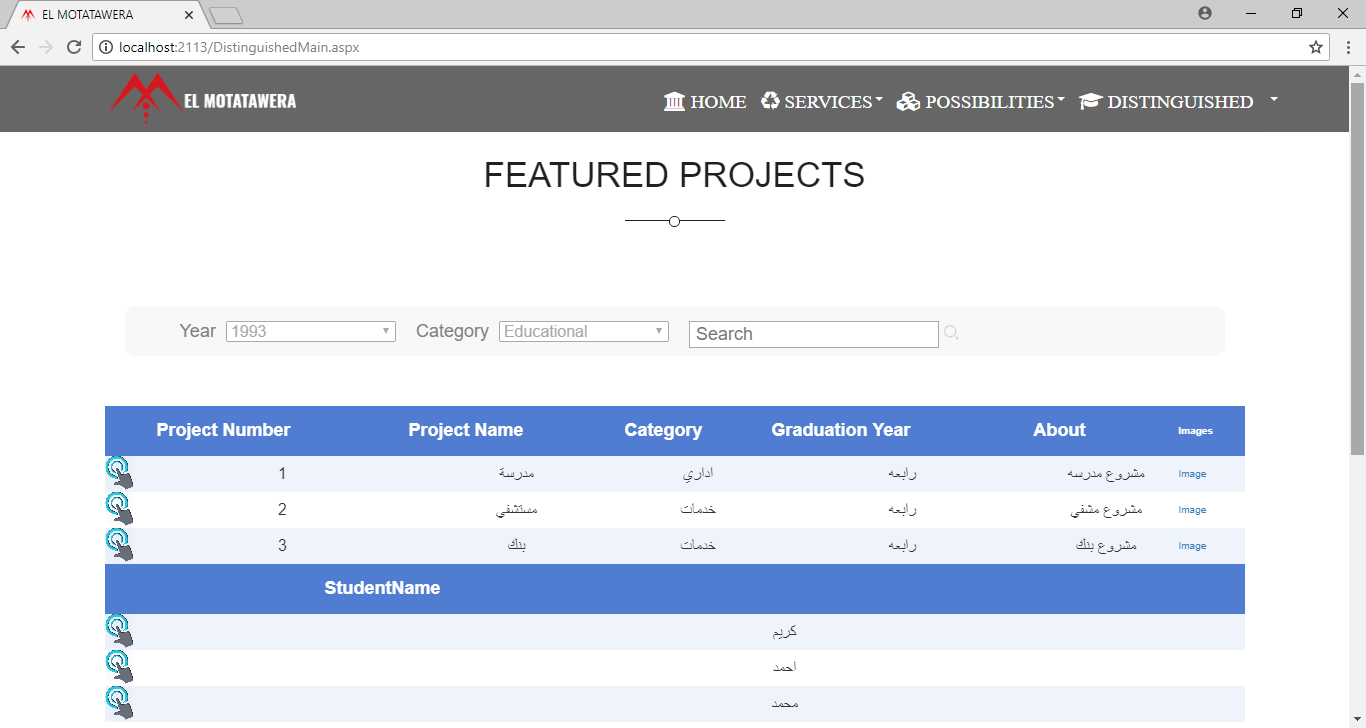 EL MOTATAWERA
localhost:2113/DistinguishedMain.aspx
EL MOTATAWERA HOME SERVICES POSSIBILITIES DISTINGUISHED
FEATURED PROJECTS
Year 1993 Category Educational Search
Project Number Project Name Category Graduation Year About Images
1 مدرسة اداري رابعه مشروع مدرسه Image
2 مستشفي خدمات رابعه مشروع مشفي Image
3 بنك خدمات رابعه مشروع بنك Image
StudentName
كريم
احمد
محمد